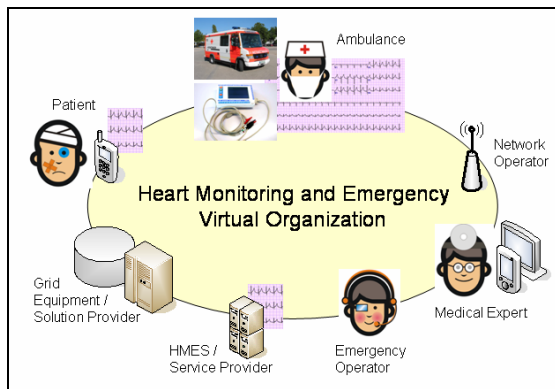 Ambulance
Patient
Network
Operator
Heart Monitoring and Emergency
Virtual Organization
Grid
Equipment /
Solution Provider
HMES /
Service Provider
Emergency
Operator
Medical Expert